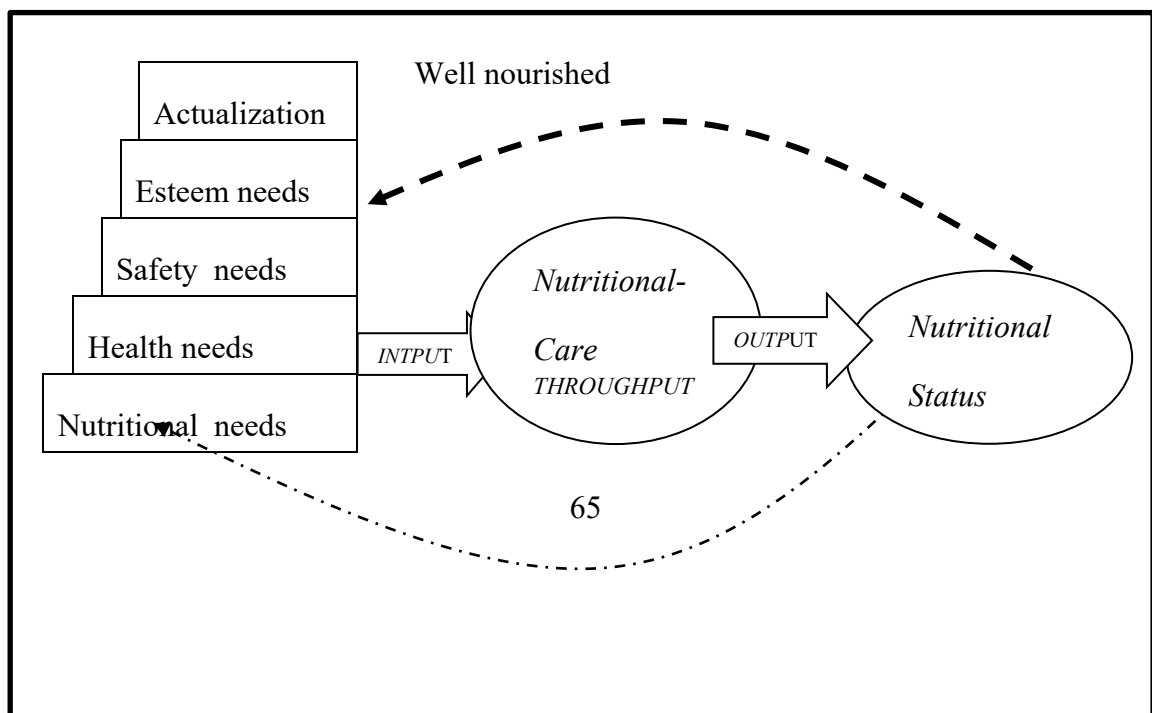 Well nourished
Actualization
Esteem needs
Safety needs
Health needs
Nutritional needs
INTPUT
Nutritional-
Care
THROUGHPUT
OUTPUT
Nutritional
Status
65